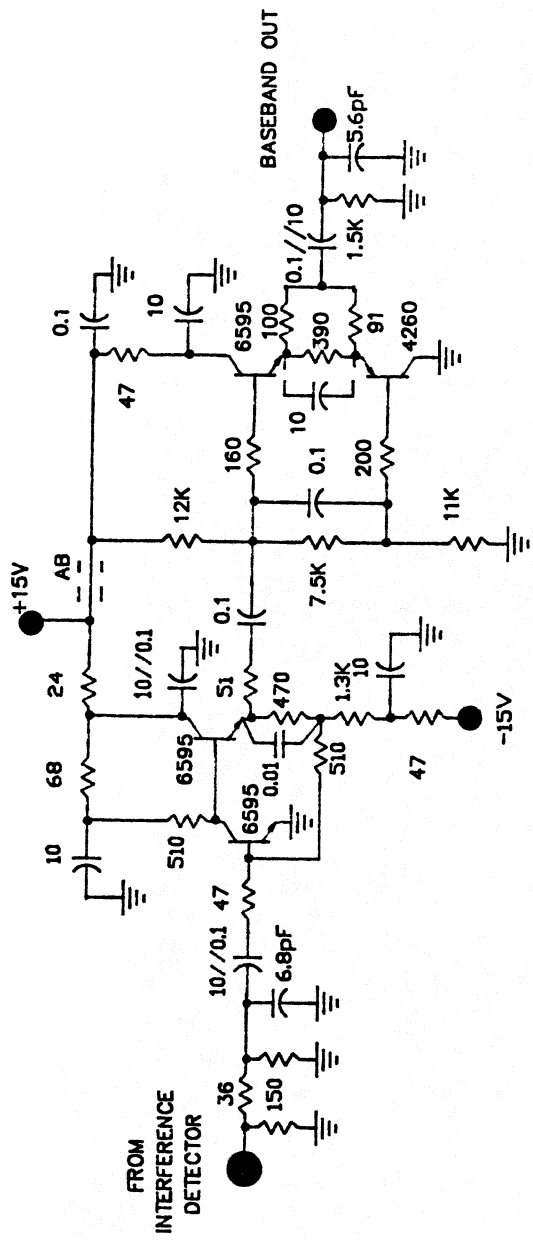 FROM
INTERFERENCE
DETECTOR
36
150
6.8pF
10//0.1
47
10
68
24
+15V
AB
510
6595
6595
10//0.1
0.01
510
51
470
1.3K
10
47
-15V
0.1
12K
7.5K
11K
0.1
160
200
0.1
47
10
6595
100
390
91
10
4260
0.1//10
1.5K
5.6pF
BASEBAND OUT